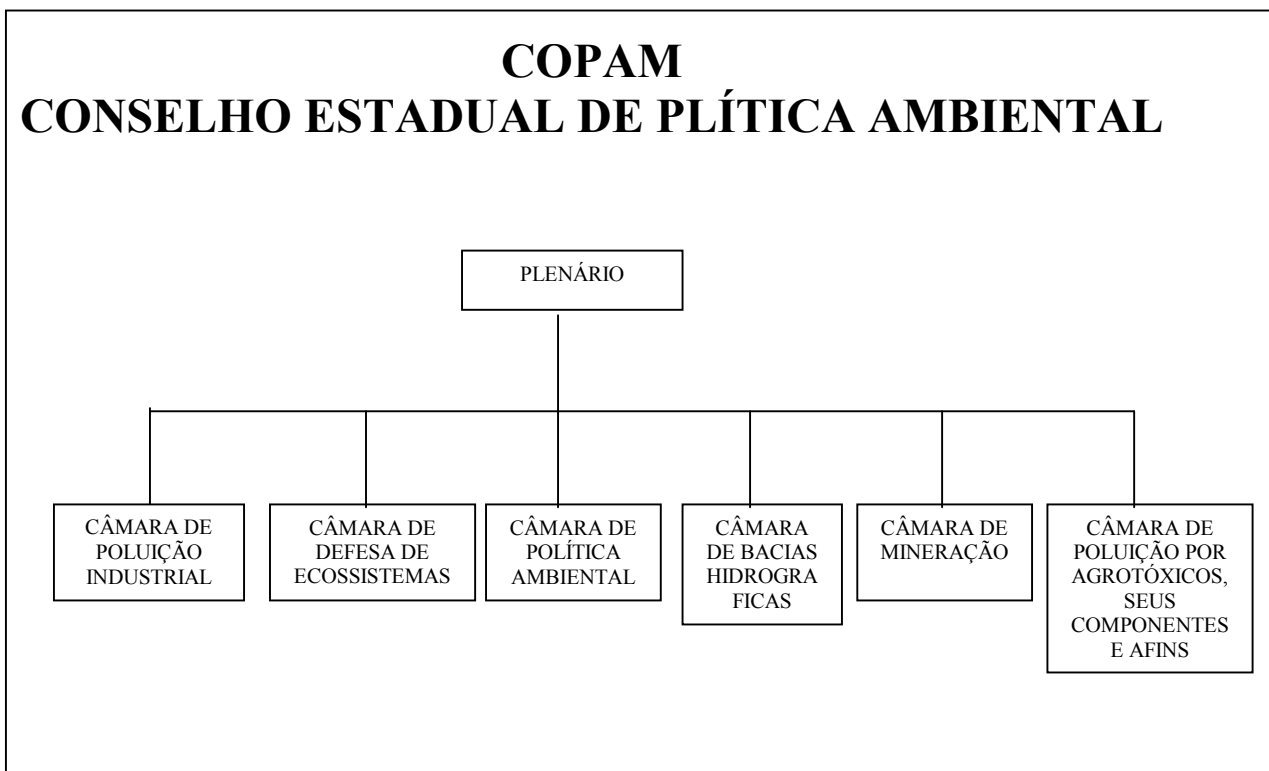 COPAM
CONSELHO ESTADUAL DE PLÍTICA AMBIENTAL
PLENÁRIO
CÂMARA DE
POLUIÇÃO
INDUSTRIAL
CÂMARA DE
DEFESA DE
ECOSSISTEMAS
CÂMARA DE
POLÍTICA
AMBIENTAL
CÂMARA
DE BACIAS
HIDROGRA
FICAS
CÂMARA DE
MINERAÇÃO
CÂMARA DE
POLUIÇÃO POR
AGROTÓXICOS,
SEUS
COMPONENTES
E AFINS